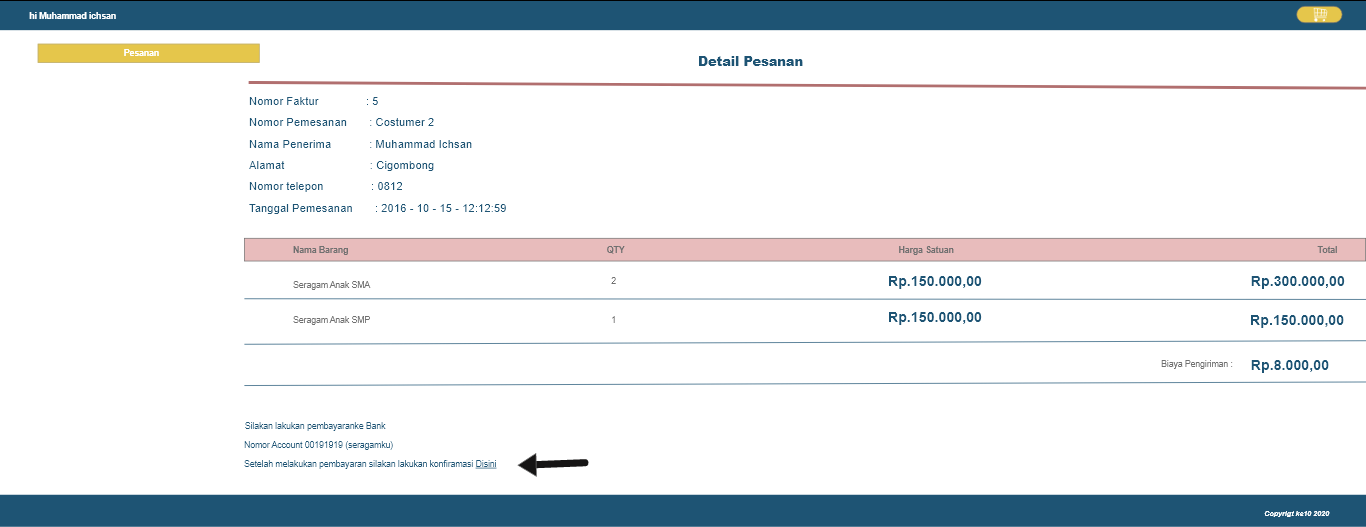 hi Muhammad ichsan
Pesanan
Detail Pesanan
Nomor Faktur : 5
Nomor Pemesanan : Costumer 2
Nama Penerima : Muhammad Ichsan
Alamat : Cigombong
Nomor telepon : 0812
Tanggal Pemesanan : 2016 - 10 - 15 - 12:12:59
Nama Barang QTY Harga Satuan Total
Seragam Anak SMA 2 Rp.150.000,00 Rp.300.000,00
Seragam Anak SMP 1 Rp.150.000,00 Rp.150.000,00
Biaya Pengiriman : Rp.8.000,00
Silakan lakukan pembayaranke Bank
Nomor Account 00191919 (seragamku)
Setelah melakukan pembayaran silakan lakukan konfiramasi Disini
Copyrigt ke10 2020